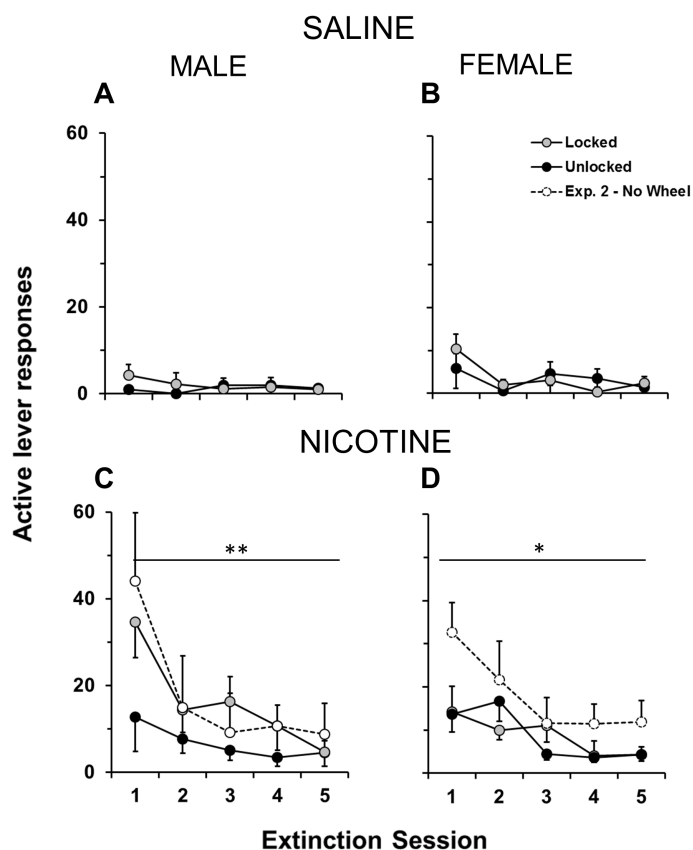 SALINE
MALE
FEMALE
A
B
60
40
20
0
Locked
Unlocked
Exp. 2 - No Wheel
Active lever responses
NICOTINE
C
D
60
40
20
0
**
*
1 2 3 4 5
1 2 3 4 5
Extinction Session